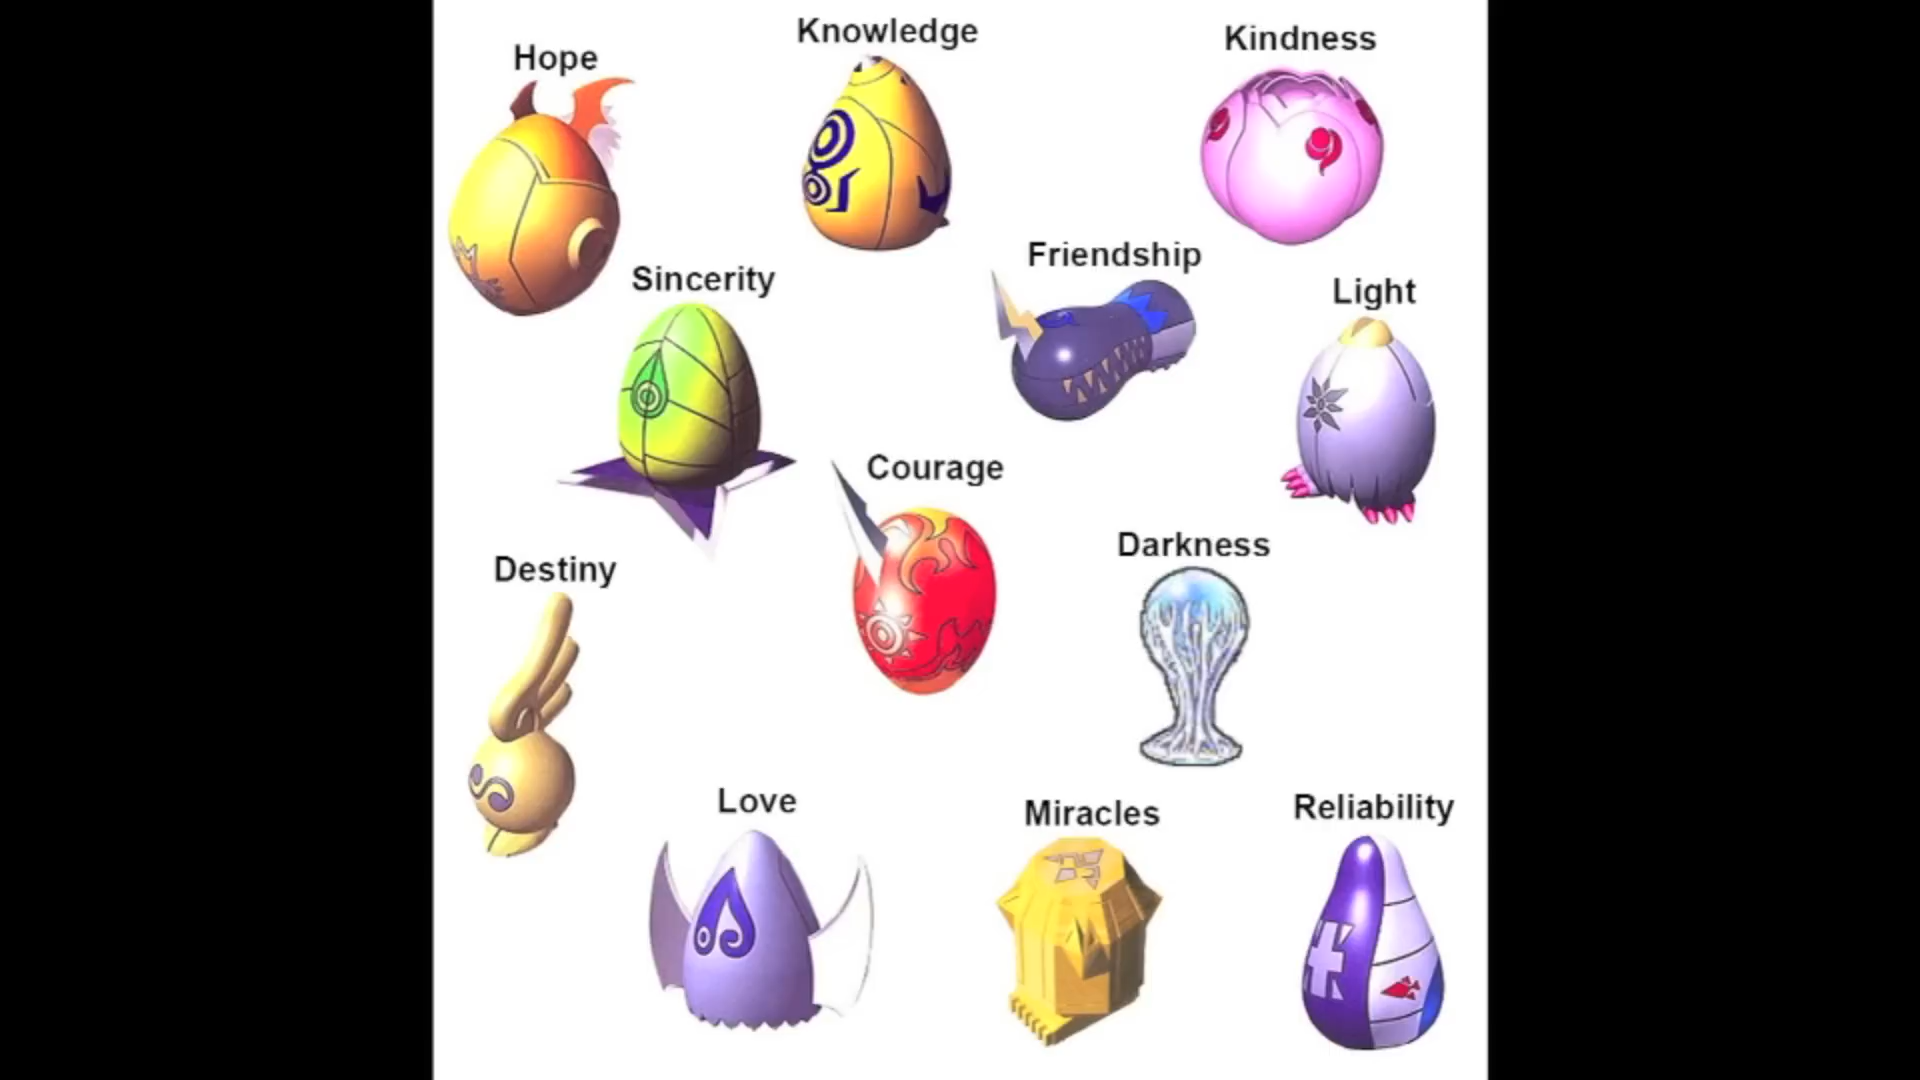 Hope
Knowledge
Kindness
Sincerity
Friendship
Light
Courage
Destiny
Darkness
Love
Miracles
Reliability